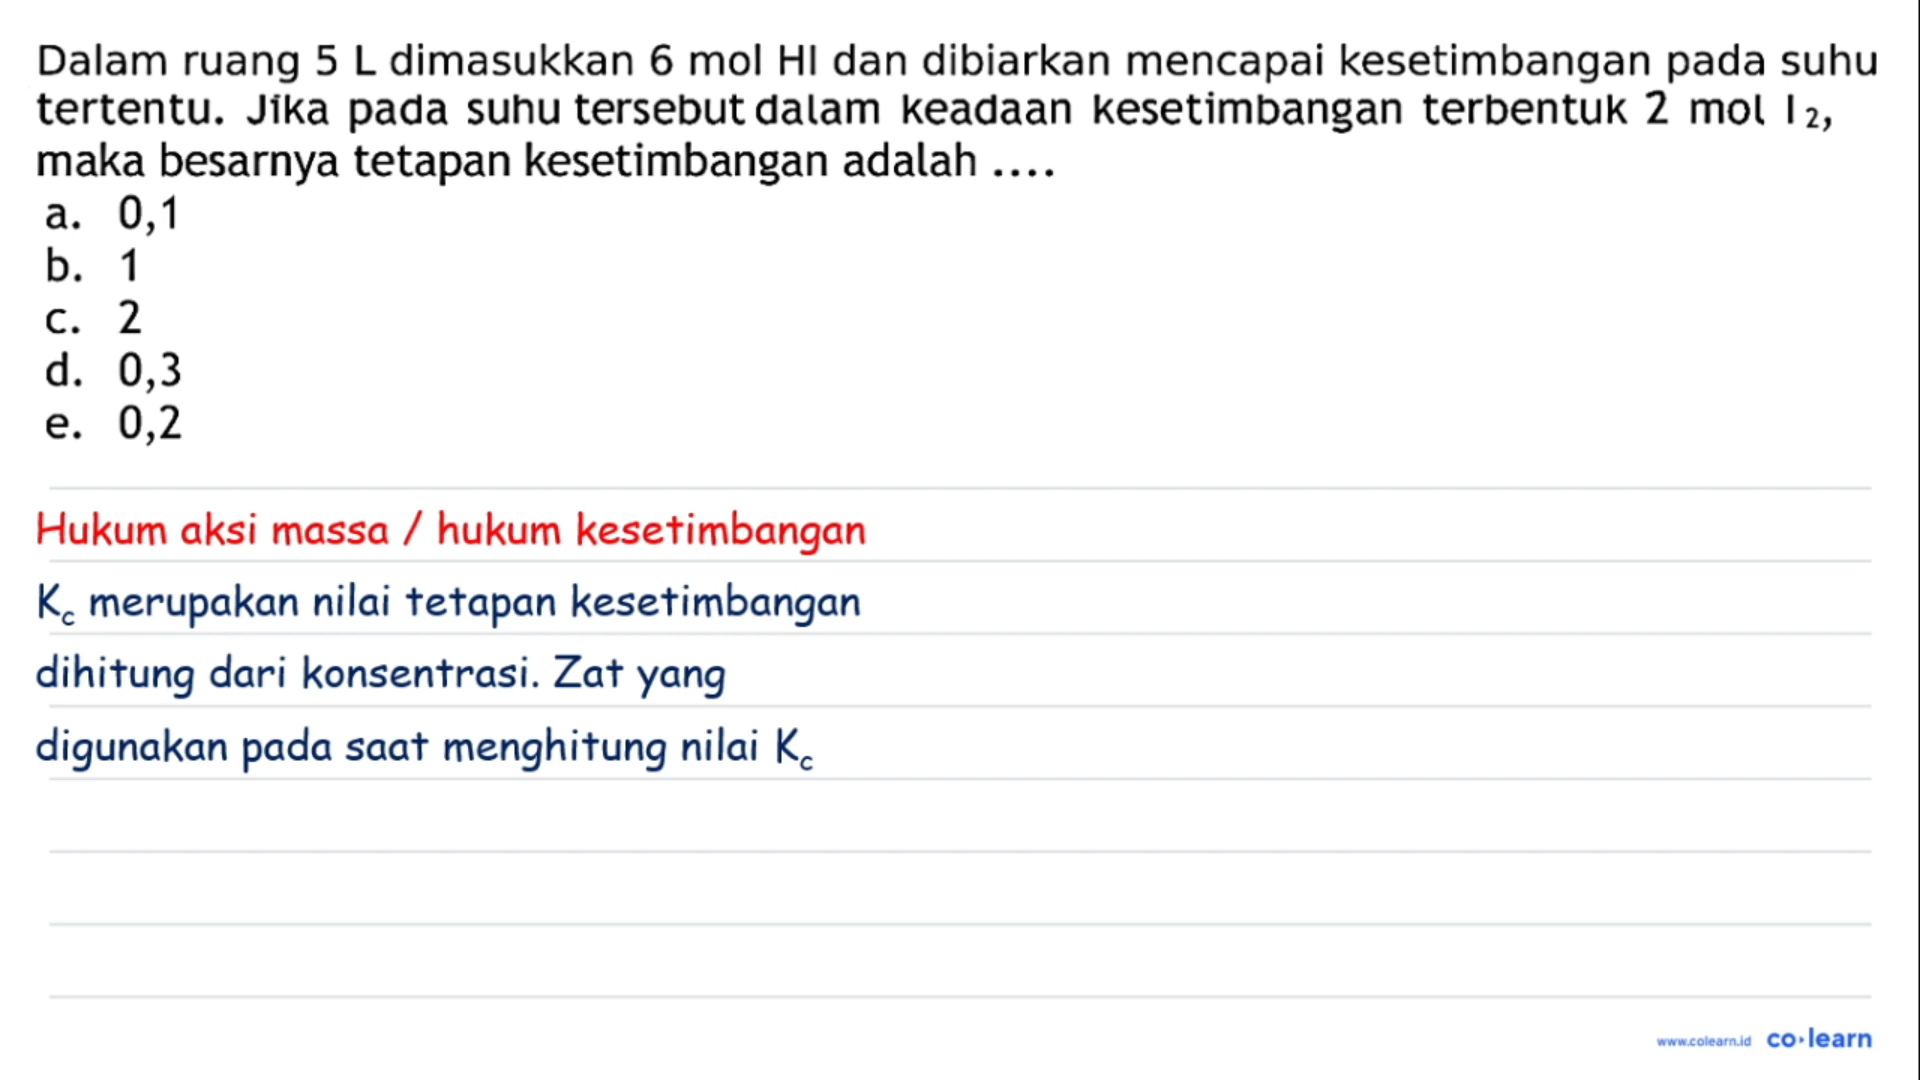 Dalam ruang 5 L dimasukkan 6 mol HI dan dibiarkan mencapai kesetimbangan pada suhu
tertentu. Jika pada suhu tersebut dalam keadaan kesetimbangan terbentuk 2 mol I₂,
maka besarnya tetapan kesetimbangan adalah ....
a. 0,1
b. 1
c. 2
d. 0,3
e. 0,2
Hukum aksi massa / hukum kesetimbangan
K꜀ merupakan nilai tetapan kesetimbangan
dihitung dari konsentrasi. Zat yang
digunakan pada saat menghitung nilai K꜀
www.colearn.id co learn